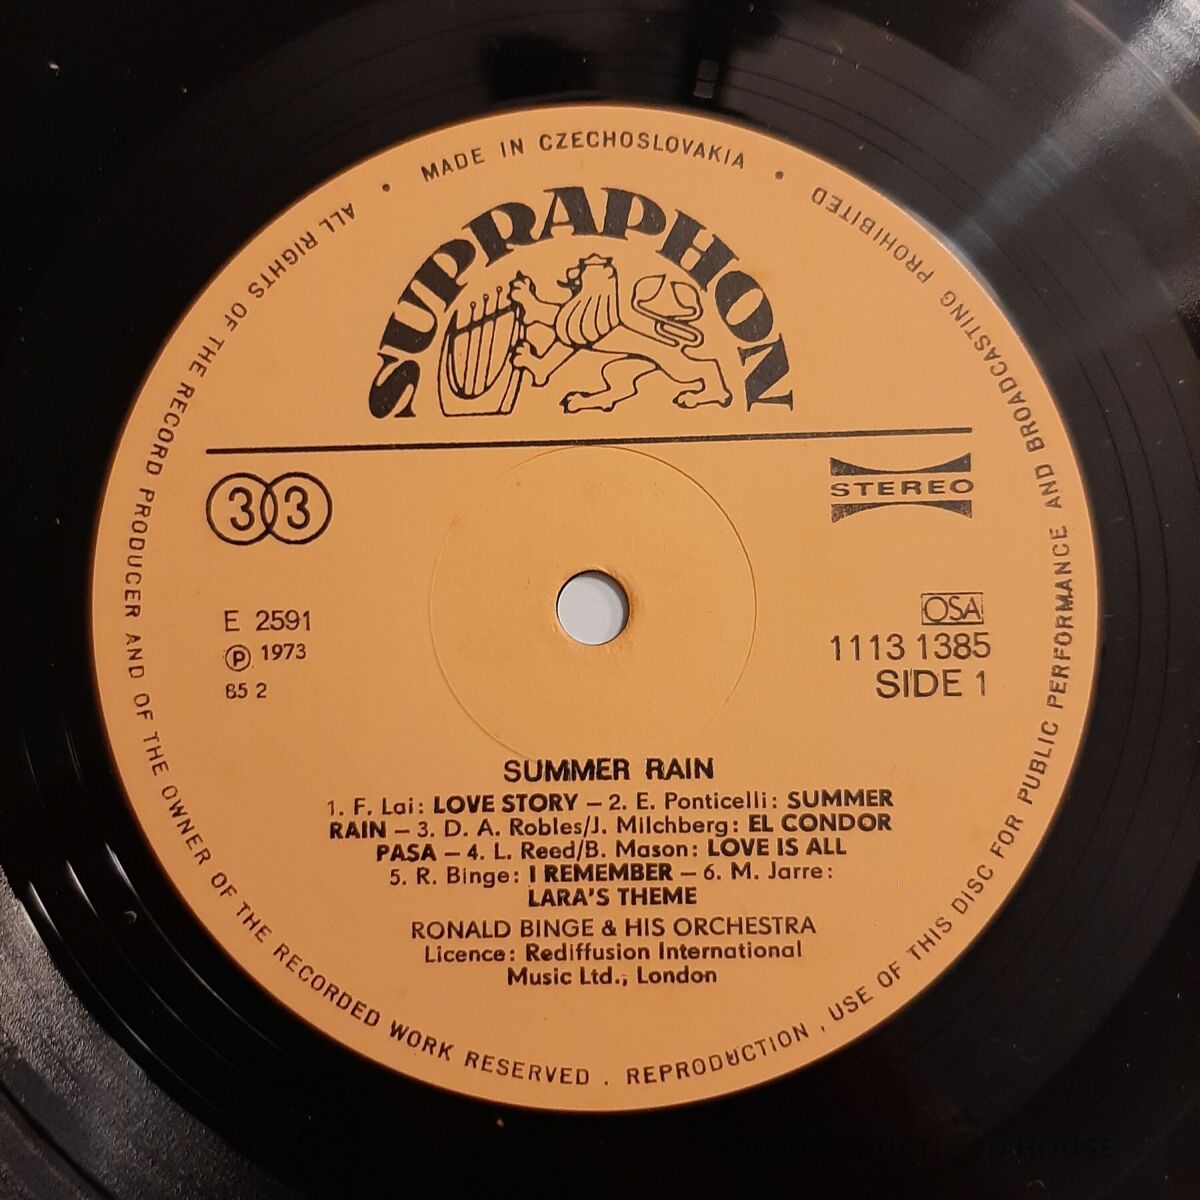 MADE IN CZECHOSLOVAKIA
ALL RIGHTS OF THE RECORD PRODUCER AND OF THE OWNER OF THE RECORDED WORK RESERVED . REPRODUCTION , USE OF THIS DISC FOR PUBLIC PERFORMANCE AND BROADCASTING PROHIBITED
SUPRAPHON
33
STEREO
E 2591
Ⓟ 1973
85 2
OSA
1113 1385
SIDE 1
SUMMER RAIN
1. F. Lai: LOVE STORY – 2. E. Ponticelli: SUMMER
RAIN – 3. D. A. Robles/J. Milchberg: EL CONDOR
PASA – 4. L. Reed/B. Mason: LOVE IS ALL
5. R. Binge: I REMEMBER – 6. M. Jarre:
LARA'S THEME
RONALD BINGE & HIS ORCHESTRA
Licence: Rediffusion International
Music Ltd., London
BALTARS AUCTION HOUSE